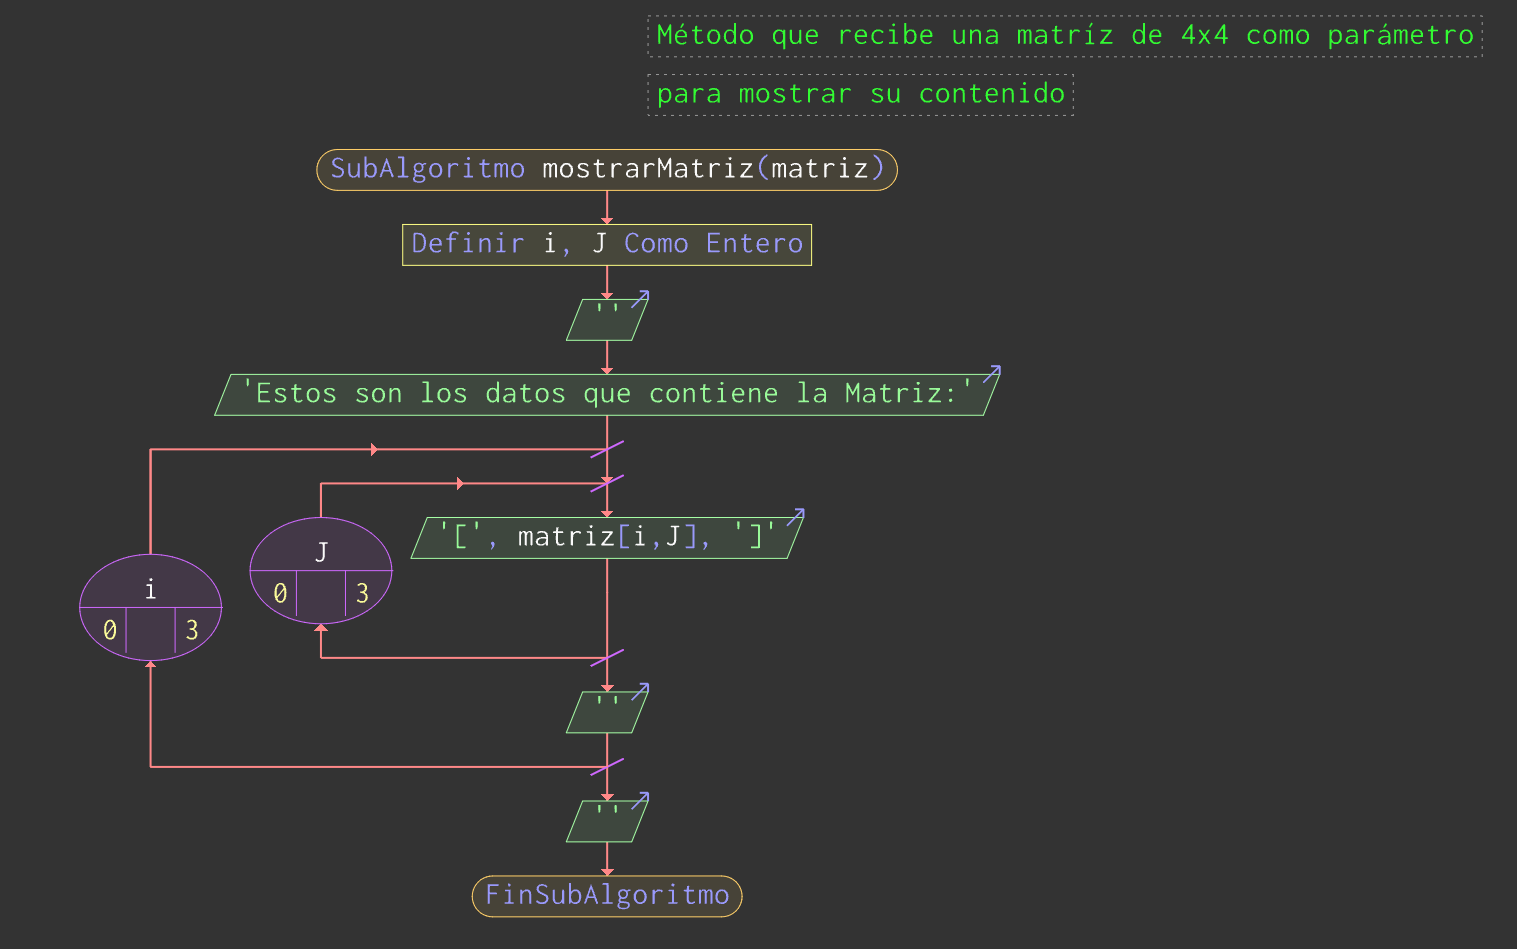 Método que recibe una matríz de 4x4 como parámetro
para mostrar su contenido
SubAlgoritmo mostrarMatriz(matriz)
Definir i, J Como Entero
''
'Estos son los datos que contiene la Matriz:'
J
0 3
'[', matriz[i,J], ']'
i
0 3
''
''
FinSubAlgoritmo